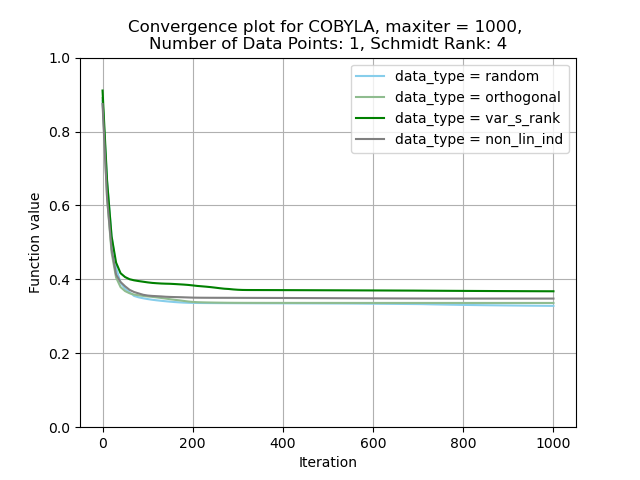 Convergence plot for COBYLA, maxiter = 1000,
Number of Data Points: 1, Schmidt Rank: 4
data_type = random
data_type = orthogonal
data_type = var_s_rank
data_type = non_lin_ind
Function value
1.0
0.8
0.6
0.4
0.2
0.0
0 200 400 600 800 1000
Iteration